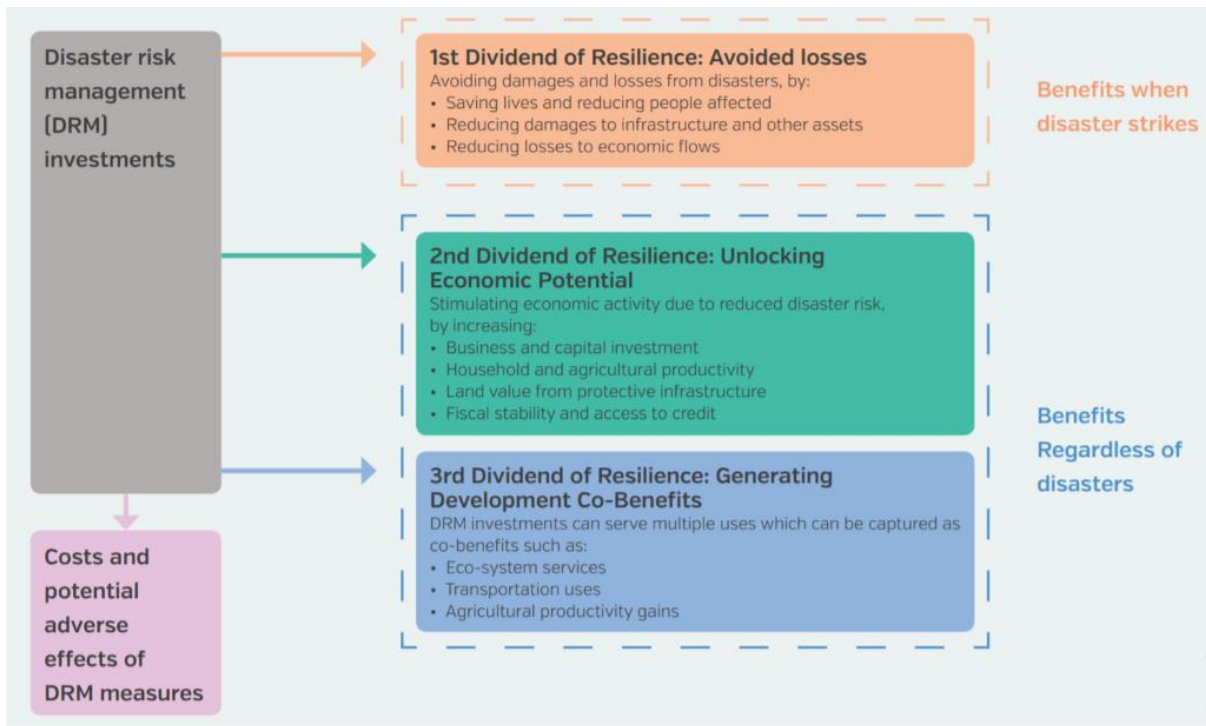 Disaster risk
management
(DRM)
investments
1st Dividend of Resilience: Avoided losses
Avoiding damages and losses from disasters, by:
• Saving lives and reducing people affected
• Reducing damages to infrastructure and other assets
• Reducing losses to economic flows
Benefits when
disaster strikes
2nd Dividend of Resilience: Unlocking
Economic Potential
Stimulating economic activity due to reduced disaster risk,
by increasing:
• Business and capital investment
• Household and agricultural productivity
• Land value from protective infrastructure
• Fiscal stability and access to credit
3rd Dividend of Resilience: Generating
Development Co-Benefits
DRM investments can serve multiple uses which can be captured as
co-benefits such as:
• Eco-system services
• Transportation uses
• Agricultural productivity gains
Benefits
Regardless of
disasters
Costs and
potential
adverse
effects of
DRM measures